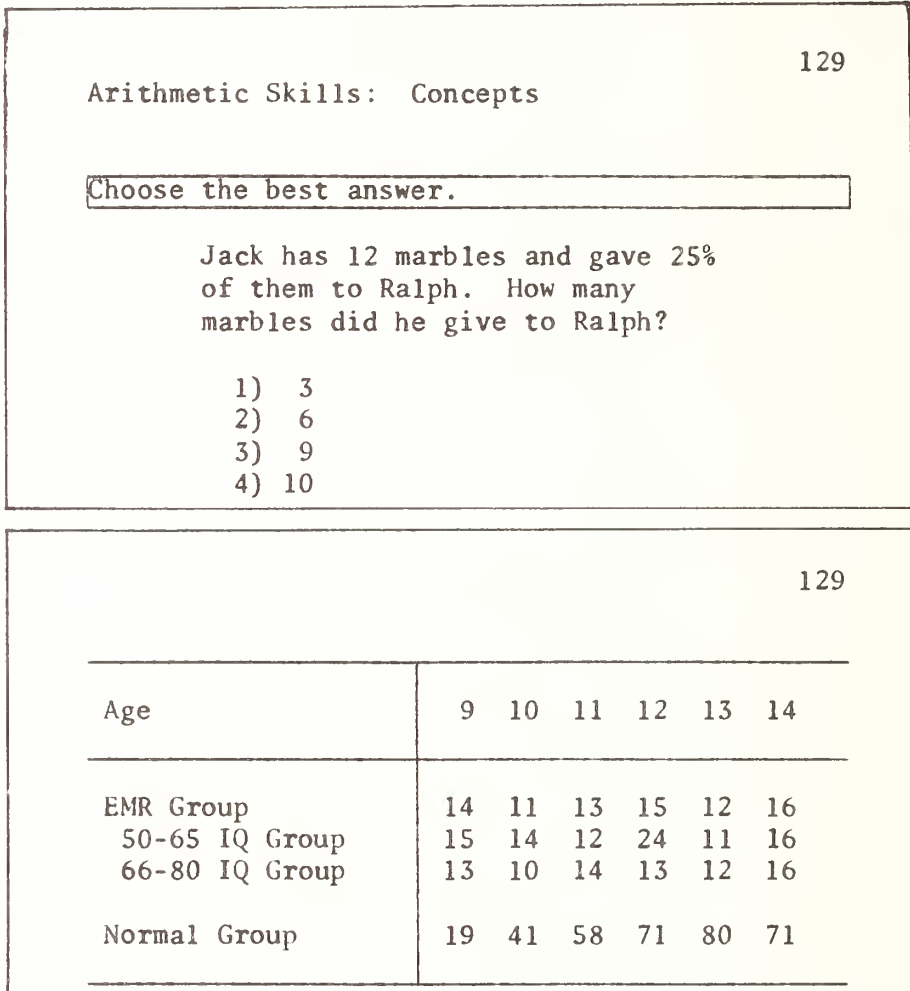 129
Arithmetic Skills: Concepts
Choose the best answer.
Jack has 12 marbles and gave 25%
of them to Ralph. How many
marbles did he give to Ralph?
1) 3
2) 6
3) 9
4) 10
129
Age 9 10 11 12 13 14
EMR Group 14 11 13 15 12 16
50-65 IQ Group 15 14 12 24 11 16
66-80 IQ Group 13 10 14 13 12 16
Normal Group 19 41 58 71 80 71